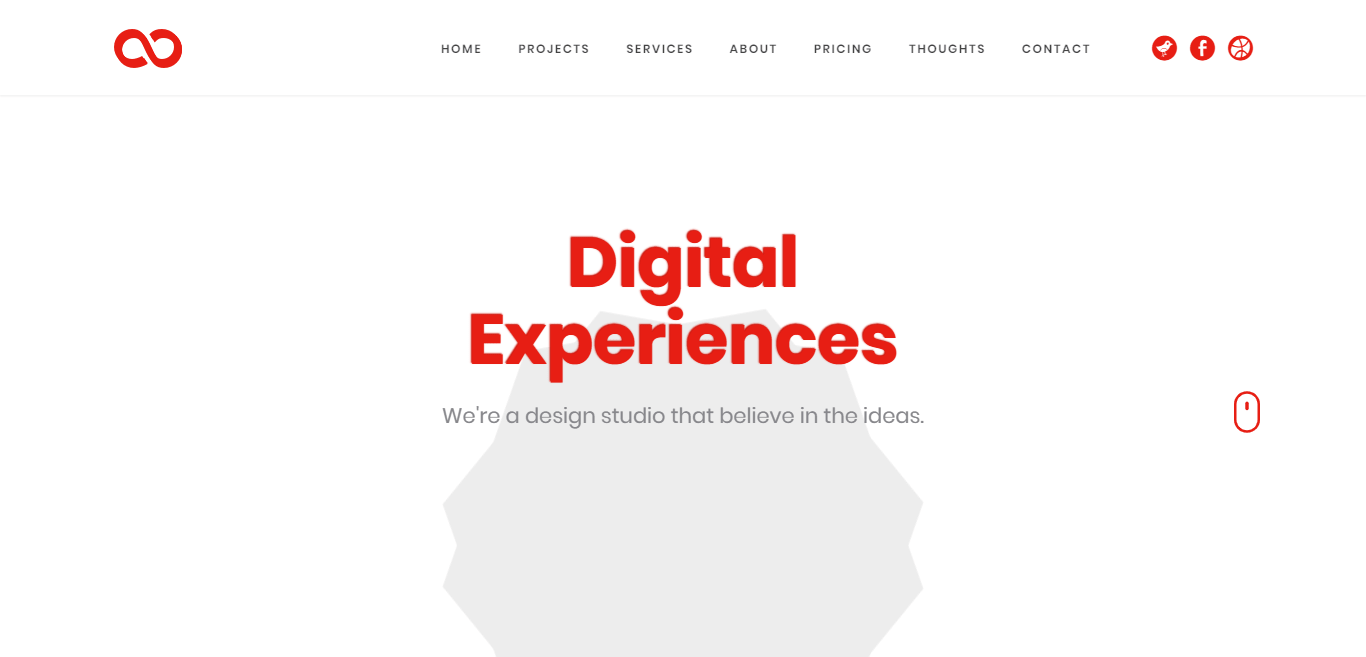 HOME PROJECTS SERVICES ABOUT PRICING THOUGHTS CONTACT
Digital
Experiences
We're a design studio that believe in the ideas.